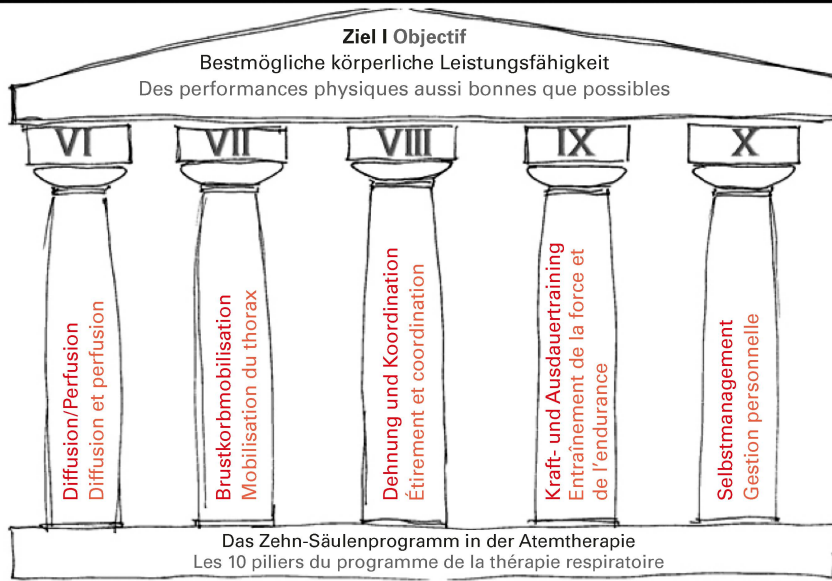 Ziel I Objectif
Bestmögliche körperliche Leistungsfähigkeit
Des performances physiques aussi bonnes que possibles
VI
VII
VIII
IX
X
Diffusion/Perfusion
Diffusion et perfusion
Brustkorbmobilisation
Mobilisation du thorax
Dehnung und Koordination
Étirement et coordination
Kraft- und Ausdauertraining
Entraînement de la force et
de l'endurance
Selbstmanagement
Gestion personnelle
Das Zehn-Säulenprogramm in der Atemtherapie
Les 10 piliers du programme de la thérapie respiratoire